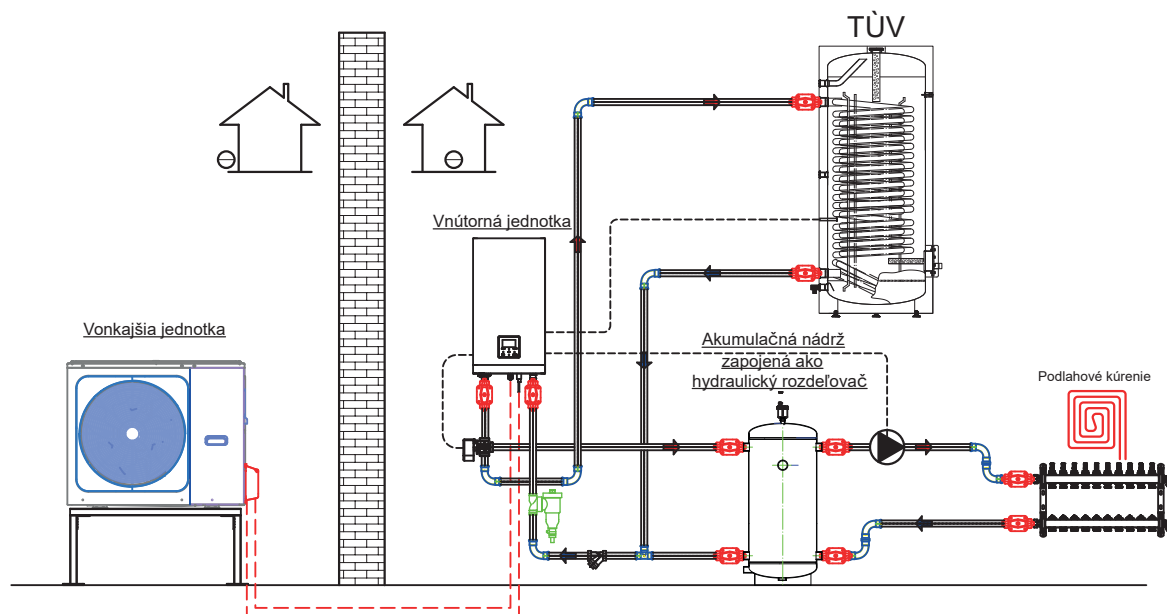 TÙV
Vnútorná jednotka
Vonkajšia jednotka
Akumulačná nádrž
zapojená ako
hydraulický rozdeľovač
Podlahové kúrenie